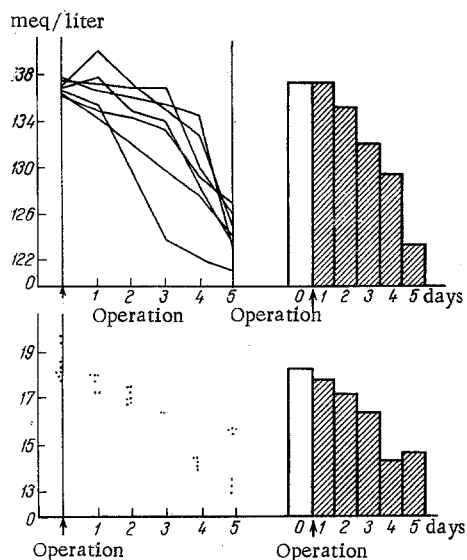 meq/liter
138
134
130
126
122
0
1 2 3 4 5
0 1 2 3 4 5 days
Operation
Operation
19
17
15
13
0
1 2 3 4 5
0 1 2 3 4 5 days
Operation
Operation